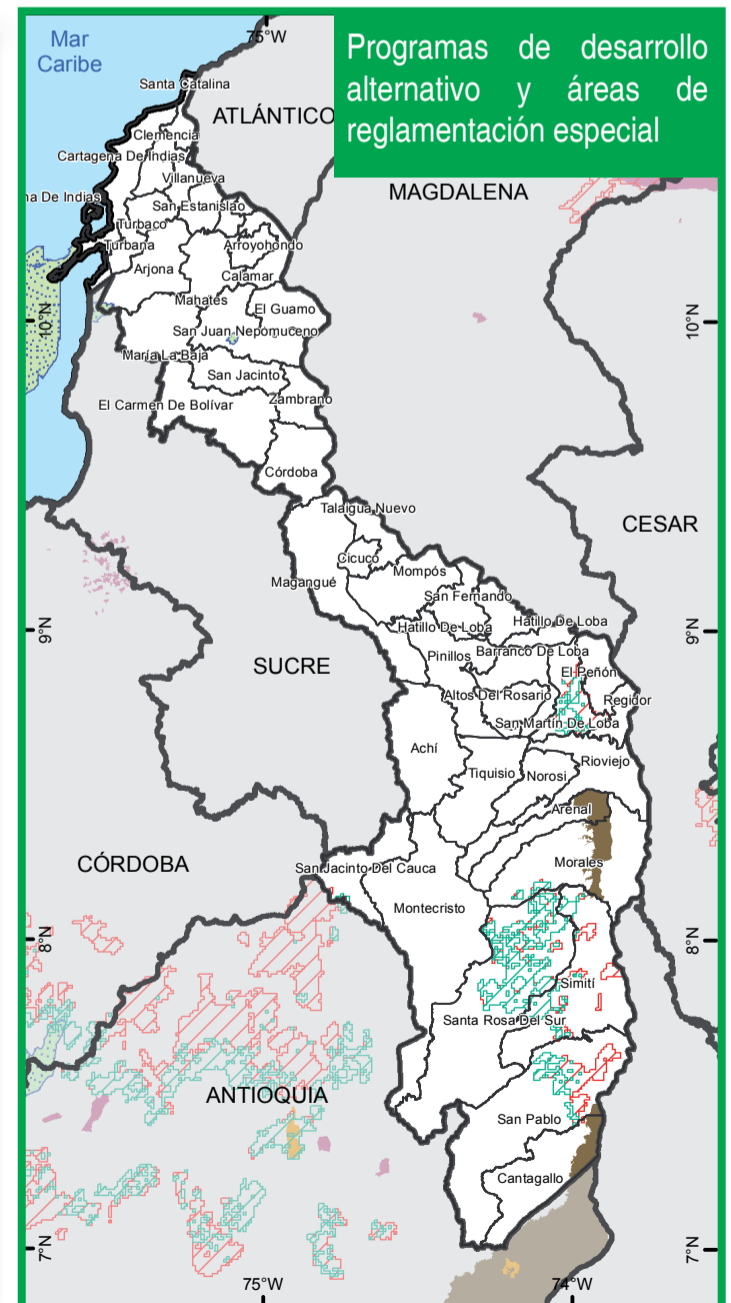 Programas de desarrollo
alternativo y áreas de
reglamentación especial
75°W
Mar
Caribe
Santa Catalina
ATLÁNTICO
Clemencia
Cartagena De Indias
Villanueva
MAGDALENA
na De Indias
San Estanislao
Turbaco
Turbana
Arroyohondo
Arjona
Calamar
Mahates
El Guamo
10°N
10°N
San Juan Nepomuceno
María La Baja
San Jacinto
El Carmen De Bolívar
Zambrano
Córdoba
Talaigua Nuevo
CESAR
Cicuco
Mompós
Magangué
San Fernando
Hatillo De Loba
Hatillo De Loba
9°N
9°N
Pinillos
Barranco De Loba
SUCRE
El Peñón
Altos Del Rosario
Regidor
San Martín De Loba
Achí
Rioviejo
Tiquisio
Norosi
Arenal
CÓRDOBA
San Jacinto Del Cauca
Morales
Montecristo
8°N
8°N
Simití
Santa Rosa Del Sur
ANTIOQUIA
San Pablo
Cantagallo
7°N
7°N
75°W
74°W